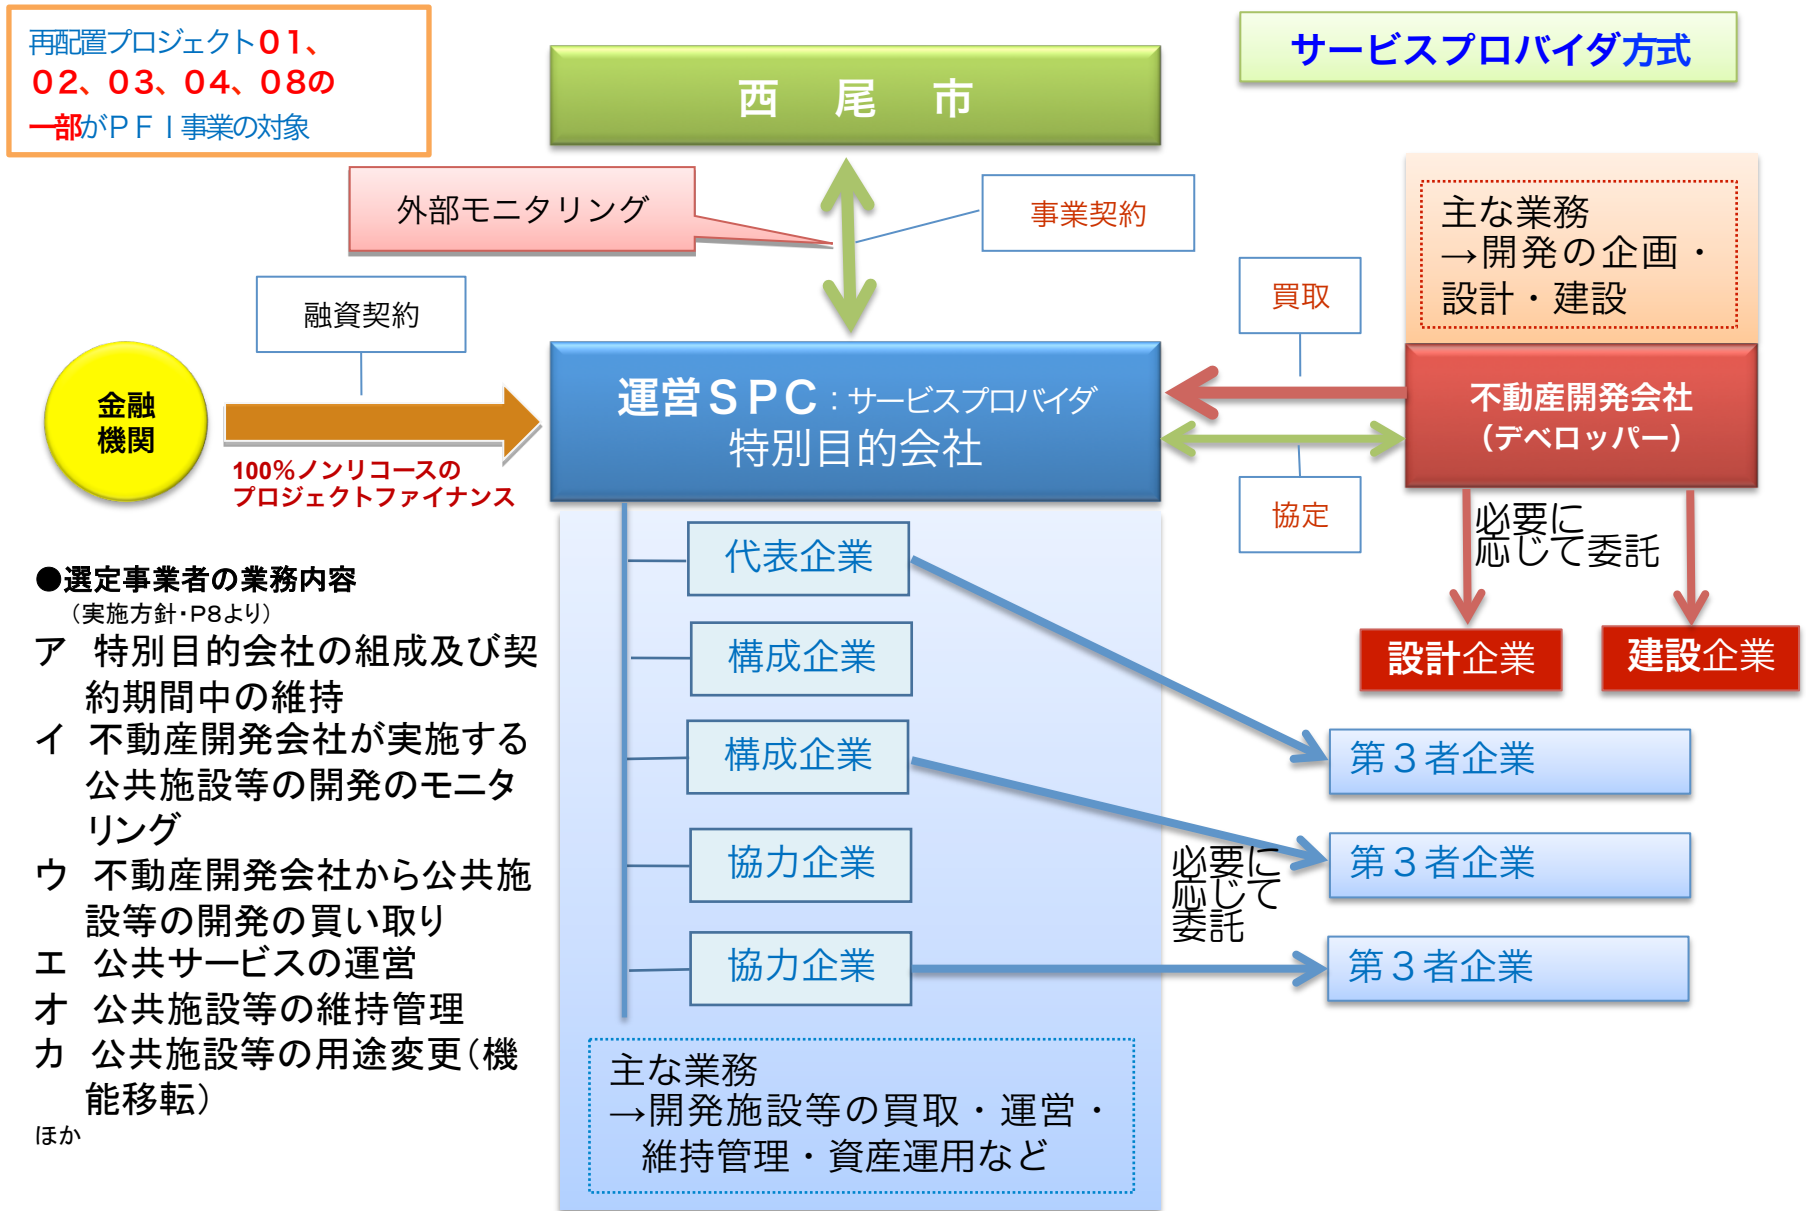 再配置プロジェクト０１、
０２、０３、０４、０８の
一部がＰＦＩ事業の対象
西　尾　市
サービスプロバイダ方式
外部モニタリング
事業契約
主な業務
→開発の企画・
設計・建設
融資契約
買取
金融
機関
100％ノンリコースの
プロジェクトファイナンス
運営ＳＰＣ：サービスプロバイダ
特別目的会社
不動産開発会社
（デベロッパー）
協定
必要に
応じて委託
設計企業
建設企業
代表企業
構成企業
構成企業
協力企業
協力企業
第３者企業
第３者企業
第３者企業
必要に
応じて
委託
主な業務
→開発施設等の買取・運営・
維持管理・資産運用など
●選定事業者の業務内容
（実施方針・P8より）
ア　特別目的会社の組成及び契
約期間中の維持
イ　不動産開発会社が実施する
公共施設等の開発のモニタ
リング
ウ　不動産開発会社から公共施
設等の開発の買い取り
エ　公共サービスの運営
オ　公共施設等の維持管理
カ　公共施設等の用途変更（機
能移転）
ほか